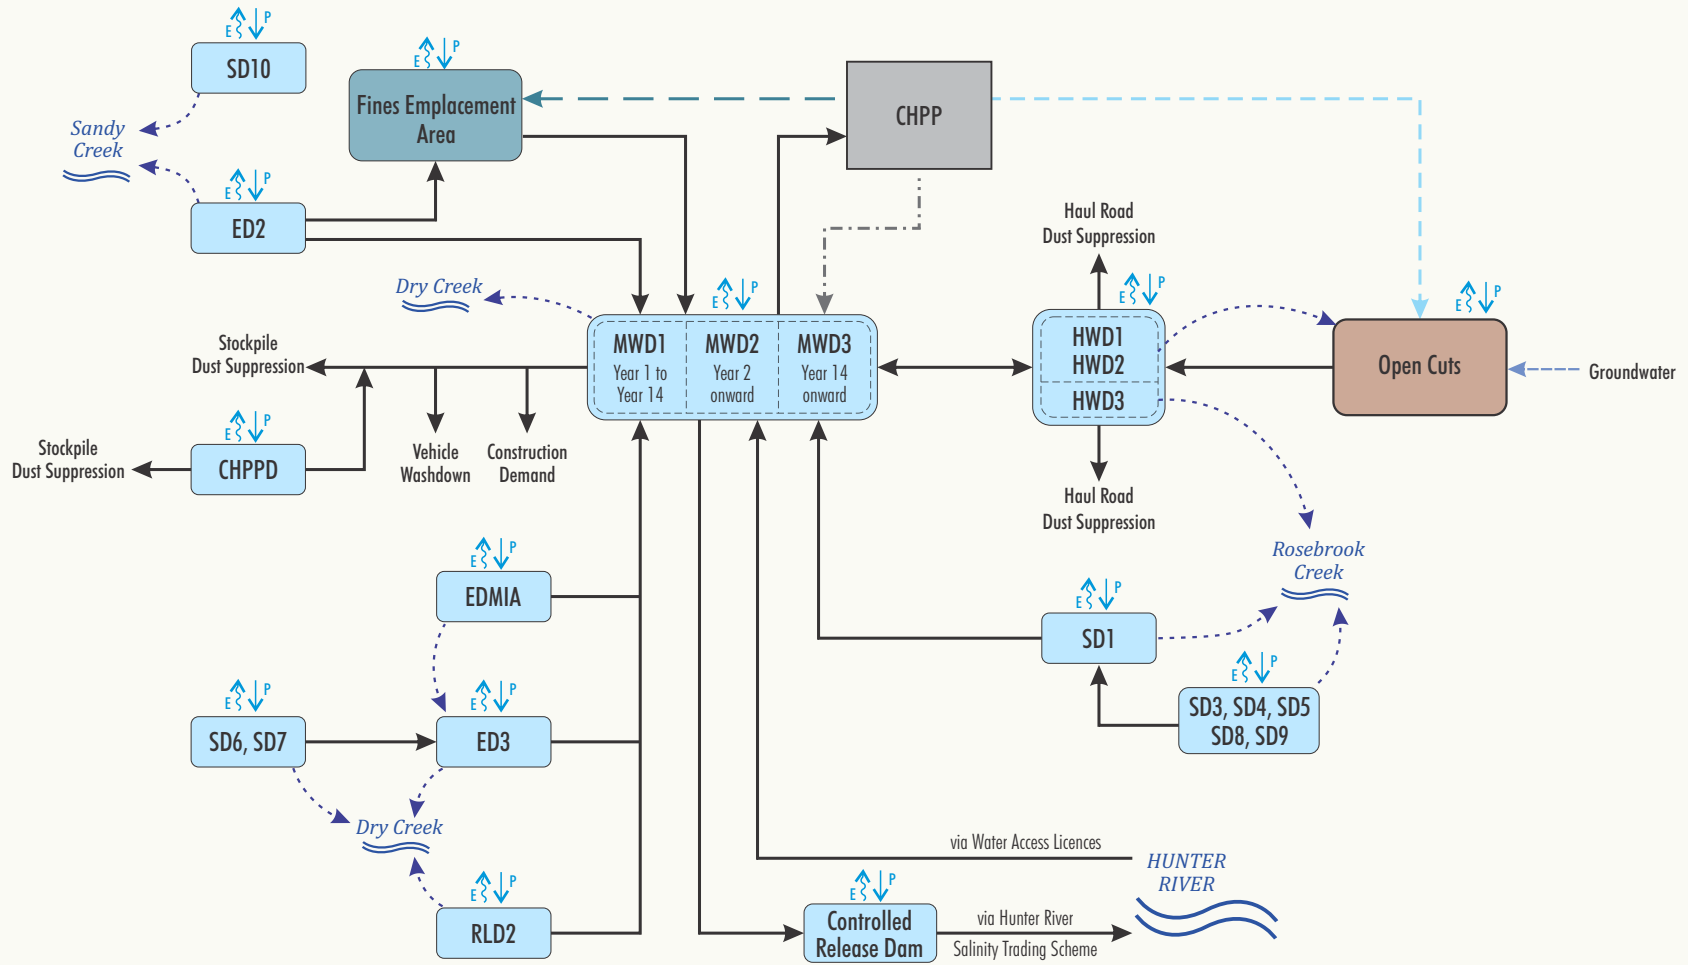 E P
SD10
E P
Fines Emplacement
Area
CHPP
Sandy
Creek
E P
ED2
Haul Road
Dust Suppression
Dry Creek
E P
E P
E P
Stockpile
Dust Suppression
MWD1
Year 1 to
Year 14
MWD2
Year 2
onward
MWD3
Year 14
onward
HWD1
HWD2
HWD3
Open Cuts
Groundwater
E P
Stockpile
Dust Suppression
CHPPD
Vehicle
Washdown
Construction
Demand
Haul Road
Dust Suppression
E P
EDMIA
Rosebrook
Creek
E P
SD1
E P
SD6, SD7
E P
ED3
E P
SD3, SD4, SD5
SD8, SD9
Dry Creek
via Water Access Licences
HUNTER
RIVER
E P
RLD2
E P
Controlled
Release Dam
via Hunter River
Salinity Trading Scheme